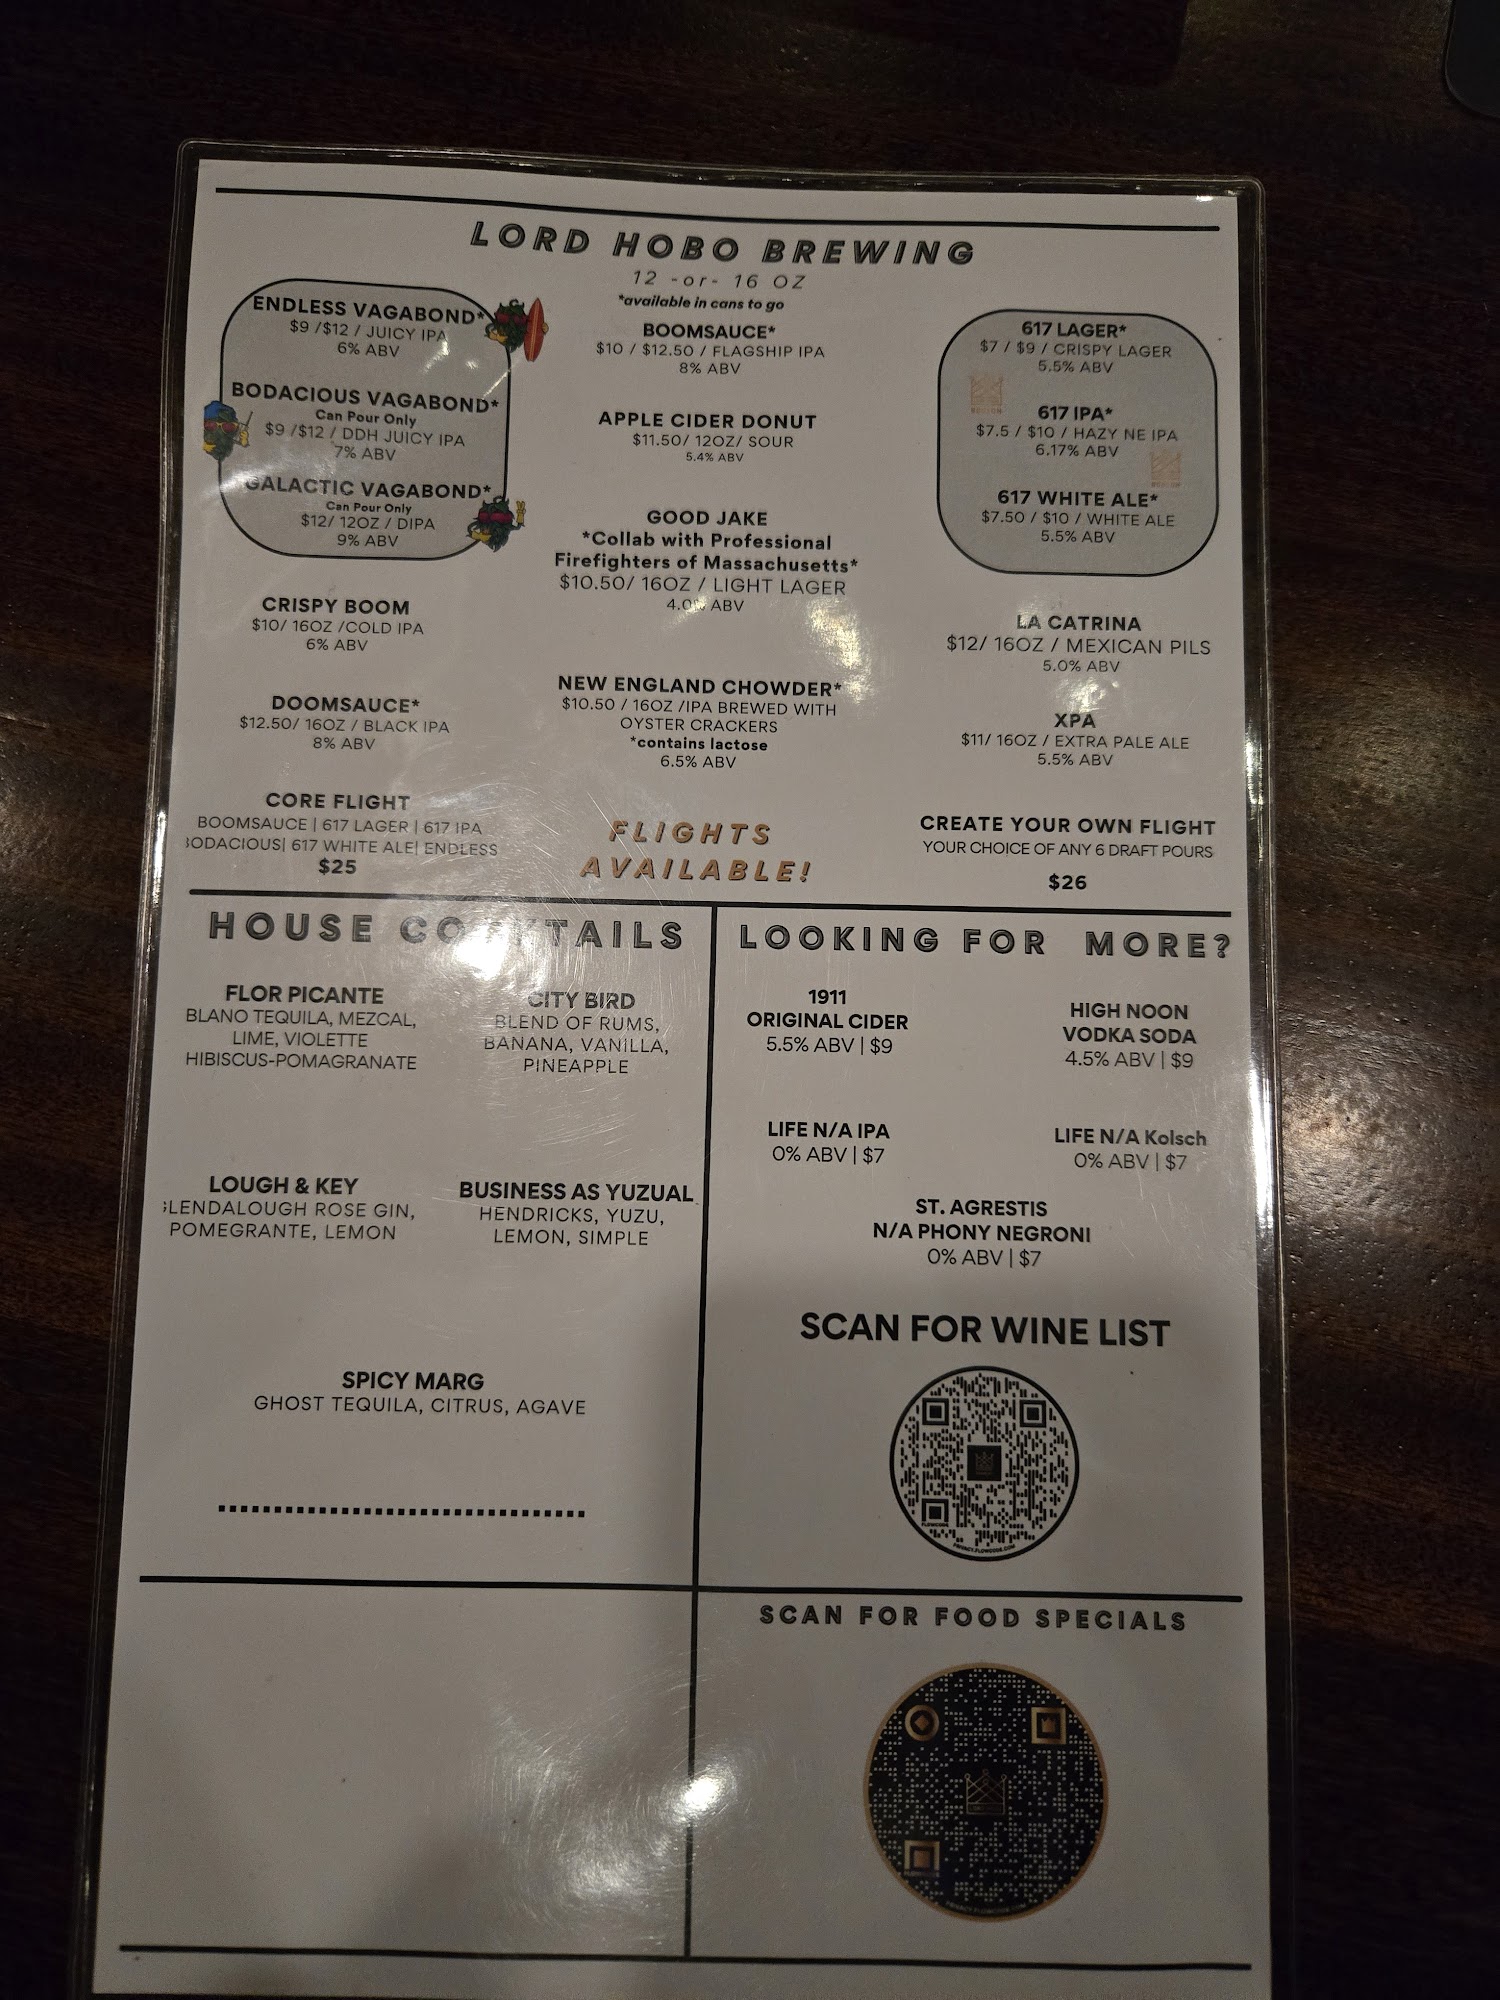 LORD HOBO BREWING
12 -or- 16 OZ
*available in cans to go
ENDLESS VAGABOND*
$9 /$12 / JUICY IPA
6% ABV
BODACIOUS VAGABOND*
Can Pour Only
$9 /$12 / DDH JUICY IPA
7% ABV
GALACTIC VAGABOND*
Can Pour Only
$12/ 12OZ / DIPA
9% ABV
CRISPY BOOM
$10/ 16OZ /COLD IPA
6% ABV
DOOMSAUCE*
$12.50/ 16OZ / BLACK IPA
8% ABV
CORE FLIGHT
BOOMSAUCE | 617 LAGER | 617 IPA
BODACIOUS| 617 WHITE ALE| ENDLESS
$25
BOOMSAUCE*
$10 / $12.50 / FLAGSHIP IPA
8% ABV
APPLE CIDER DONUT
$11.50/ 12OZ/ SOUR
5.4% ABV
GOOD JAKE
*Collab with Professional
Firefighters of Massachusetts*
$10.50/ 16OZ / LIGHT LAGER
4.0% ABV
NEW ENGLAND CHOWDER*
$10.50 / 16OZ /IPA BREWED WITH
OYSTER CRACKERS
*contains lactose
6.5% ABV
FLIGHTS
AVAILABLE!
617 LAGER*
$7 / $9 / CRISPY LAGER
5.5% ABV
617 IPA*
$7.5 / $10 / HAZY NE IPA
6.17% ABV
617 WHITE ALE*
$7.50 / $10 / WHITE ALE
5.5% ABV
LA CATRINA
$12/ 16OZ / MEXICAN PILS
5.0% ABV
XPA
$11/ 16OZ / EXTRA PALE ALE
5.5% ABV
CREATE YOUR OWN FLIGHT
YOUR CHOICE OF ANY 6 DRAFT POURS
$26
HOUSE COCKTAILS
FLOR PICANTE
BLANO TEQUILA, MEZCAL,
LIME, VIOLETTE
HIBISCUS-POMAGRANATE
CITY BIRD
BLEND OF RUMS,
BANANA, VANILLA,
PINEAPPLE
LOUGH & KEY
GLENDALOUGH ROSE GIN,
POMEGRANTE, LEMON
BUSINESS AS YUZUAL
HENDRICKS, YUZU,
LEMON, SIMPLE
SPICY MARG
GHOST TEQUILA, CITRUS, AGAVE
LOOKING FOR MORE?
1911
ORIGINAL CIDER
5.5% ABV | $9
HIGH NOON
VODKA SODA
4.5% ABV | $9
LIFE N/A IPA
0% ABV | $7
LIFE N/A Kolsch
0% ABV | $7
ST. AGRESTIS
N/A PHONY NEGRONI
0% ABV | $7
SCAN FOR WINE LIST
FLOWCODE
PRIVACY.FLOWCODE.COM
SCAN FOR FOOD SPECIALS
PRIVACY.FLOWCODE.COM